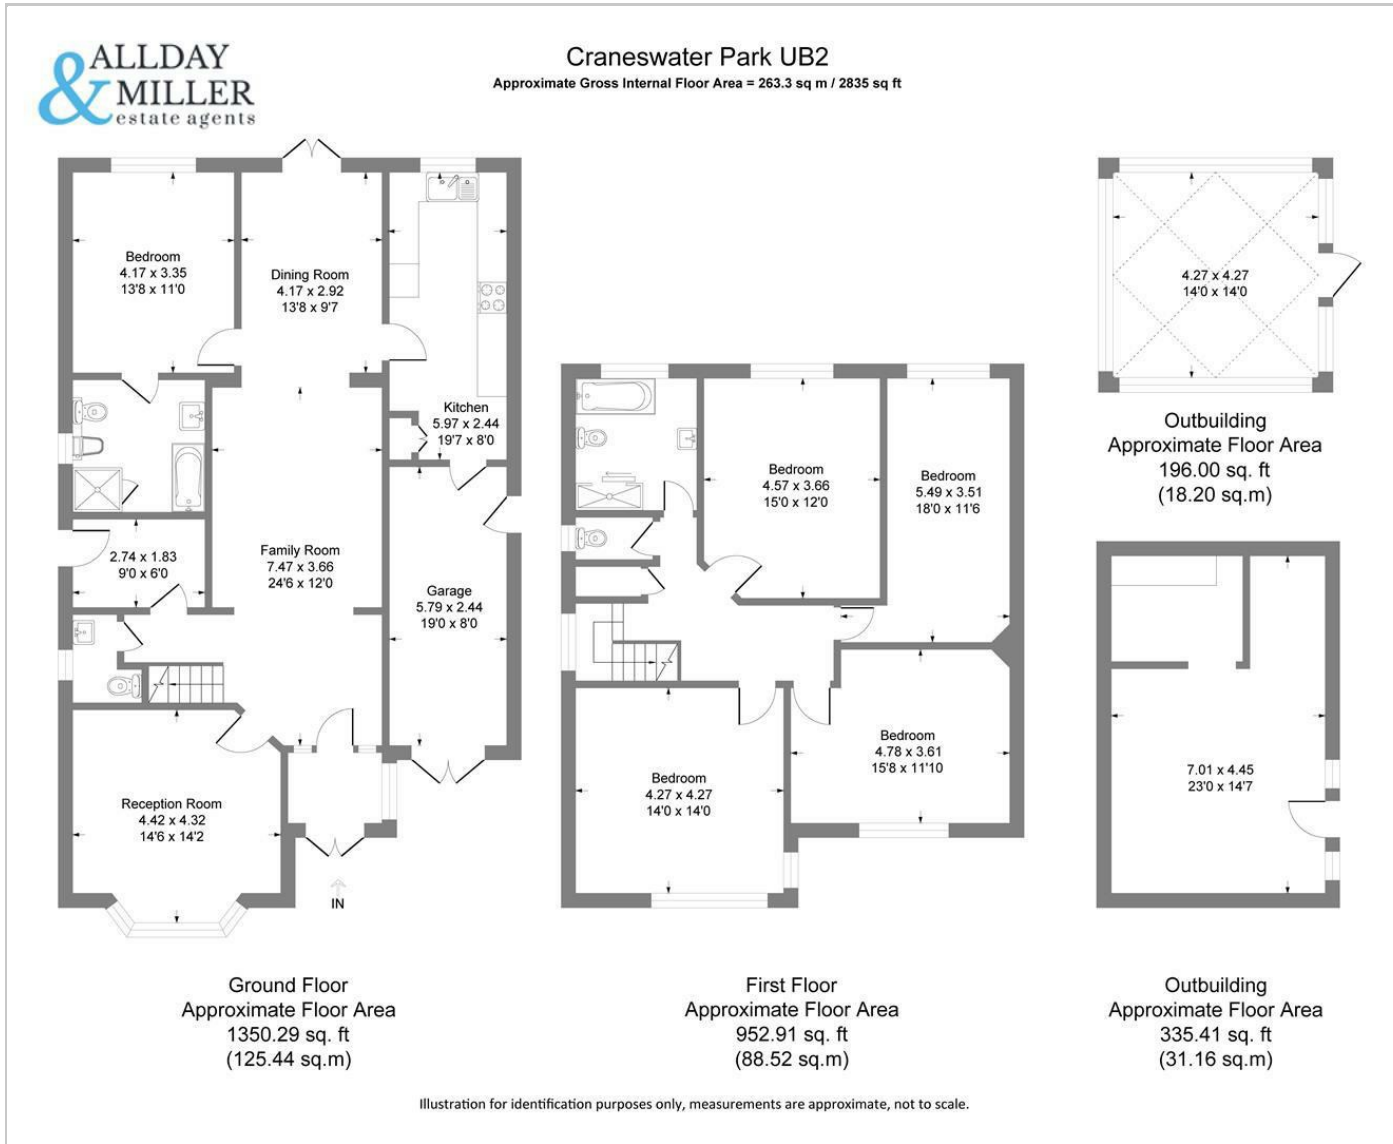 ALLDAY
& MILLER
estate agents
Craneswater Park UB2
Approximate Gross Internal Floor Area = 263.3 sq m / 2835 sq ft
Bedroom
4.17 x 3.35
13'8 x 11'0
Dining Room
4.17 x 2.92
13'8 x 9'7
Kitchen
5.97 x 2.44
19'7 x 8'0
2.74 x 1.83
9'0 x 6'0
Family Room
7.47 x 3.66
24'6 x 12'0
Garage
5.79 x 2.44
19'0 x 8'0
Reception Room
4.42 x 4.32
14'6 x 14'2
IN
Ground Floor
Approximate Floor Area
1350.29 sq. ft
(125.44 sq.m)
Bedroom
4.57 x 3.66
15'0 x 12'0
Bedroom
5.49 x 3.51
18'0 x 11'6
Bedroom
4.27 x 4.27
14'0 x 14'0
Bedroom
4.78 x 3.61
15'8 x 11'10
First Floor
Approximate Floor Area
952.91 sq. ft
(88.52 sq.m)
4.27 x 4.27
14'0 x 14'0
Outbuilding
Approximate Floor Area
196.00 sq. ft
(18.20 sq.m)
7.01 x 4.45
23'0 x 14'7
Outbuilding
Approximate Floor Area
335.41 sq. ft
(31.16 sq.m)
Illustration for identification purposes only, measurements are approximate, not to scale.